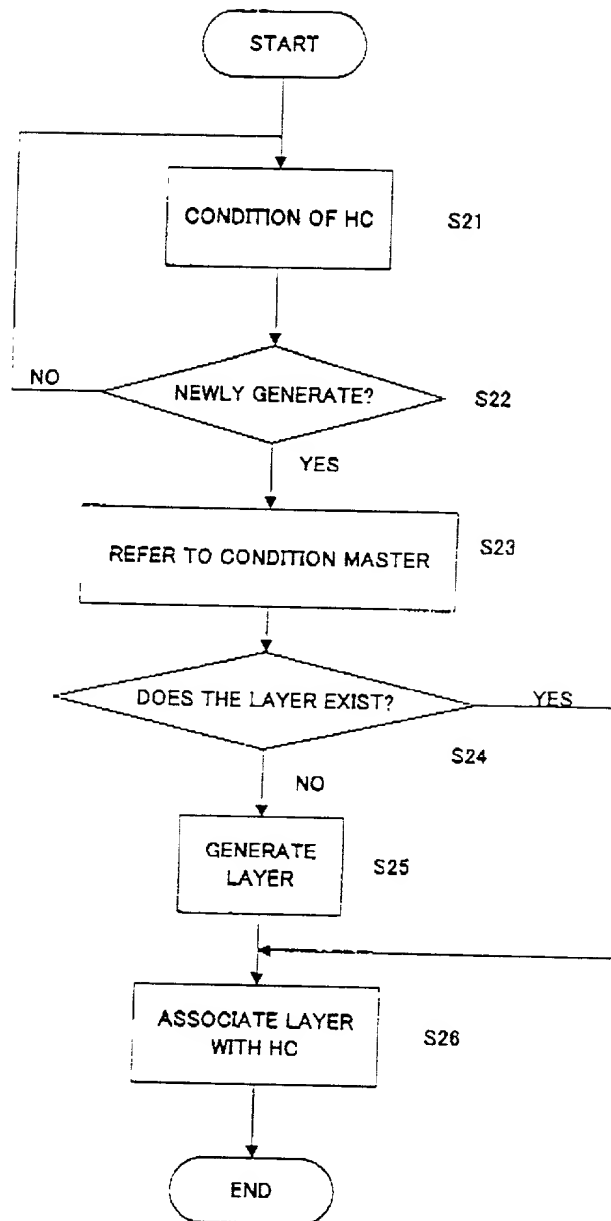 START
CONDITION OF HC
S21
NO
NEWLY GENERATE?
S22
YES
REFER TO CONDITION MASTER
S23
DOES THE LAYER EXIST?
YES
S24
NO
GENERATE
LAYER
S25
ASSOCIATE LAYER
WITH HC
S26
END